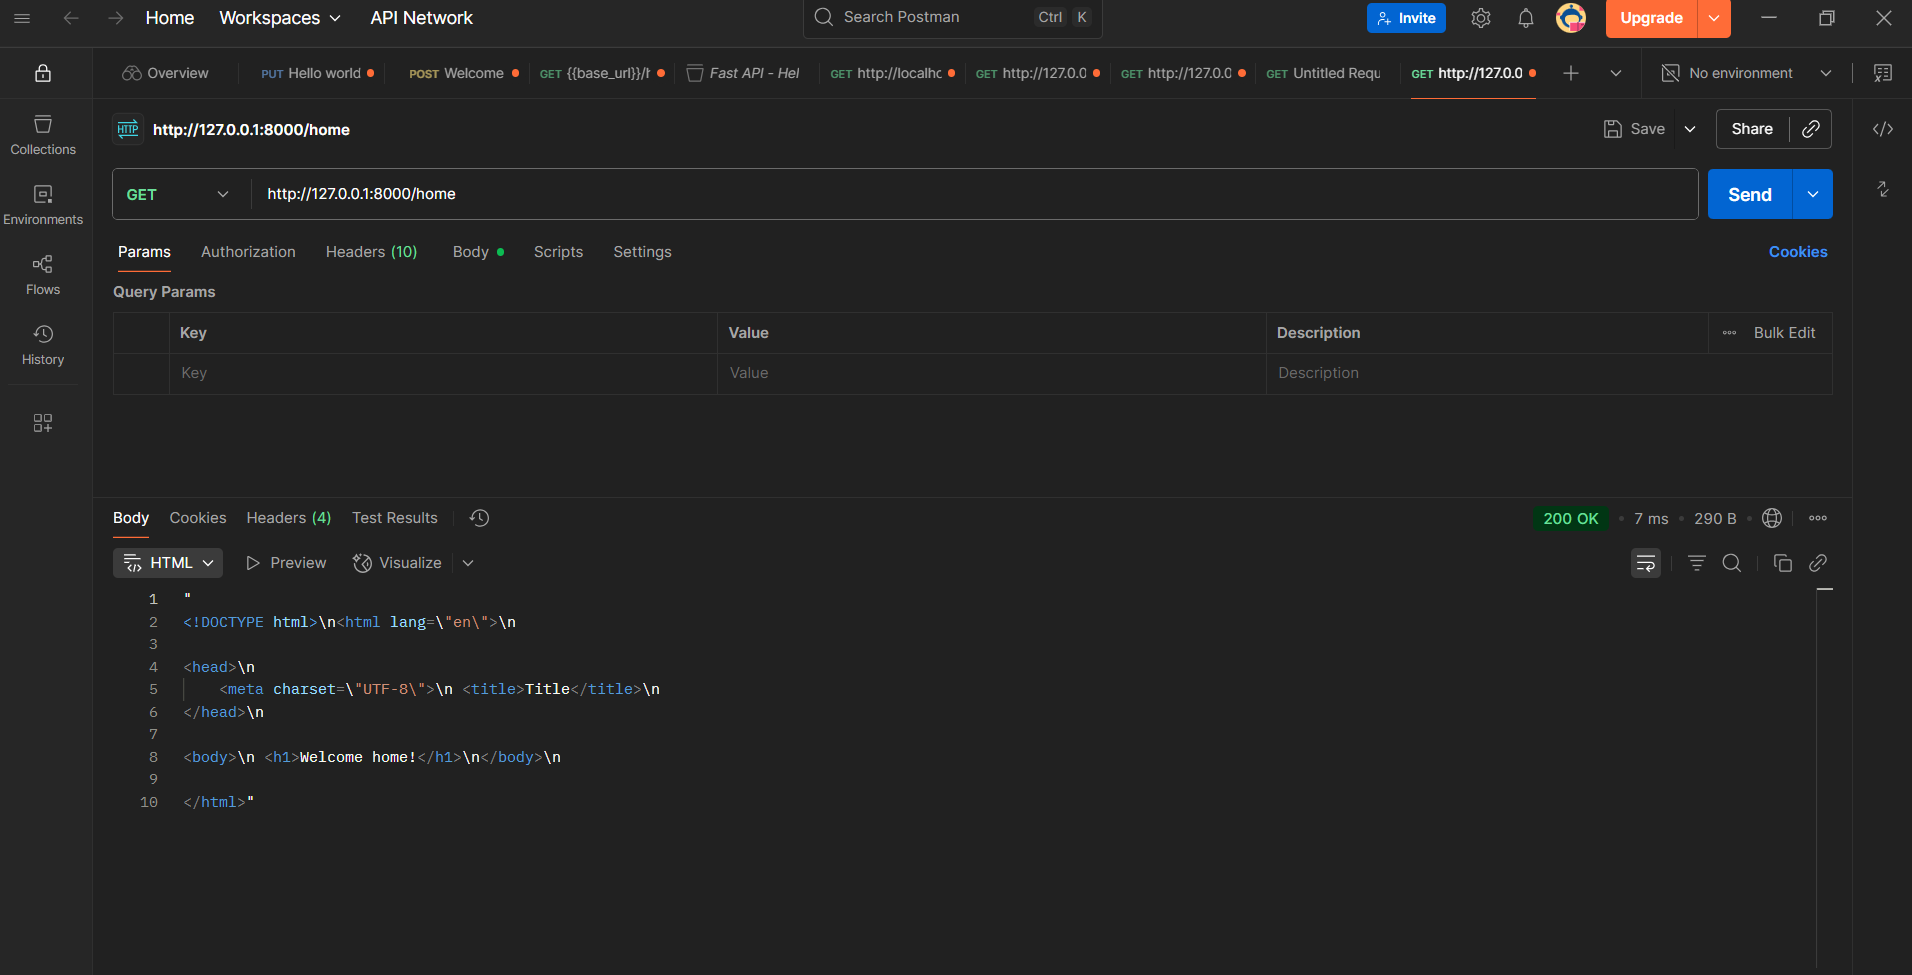 Home Workspaces API Network Search Postman Ctrl K Invite Upgrade
Overview PUT Hello world POST Welcome GET {{base_url}}/h Fast API - Hel GET http://localhc GET http://127.0.0 GET http://127.0.0 GET Untitled Requ GET http://127.0.0 No environment
HTTP http://127.0.0.1:8000/home Save Share
Collections
Environments
Flows
History
GET http://127.0.0.1:8000/home Send
Params Authorization Headers (10) Body Scripts Settings Cookies
Query Params
Key Value Description Bulk Edit
Key Value Description
Body Cookies Headers (4) Test Results 200 OK 7 ms 290 B
HTML Preview Visualize
1 "
2 <!DOCTYPE html>\n<html lang=\"en\">\n
3
4 <head>\n
5 <meta charset=\"UTF-8\">\n <title>Title</title>\n
6 </head>\n
7
8 <body>\n <h1>Welcome home!</h1>\n</body>\n
9
10 </html>"